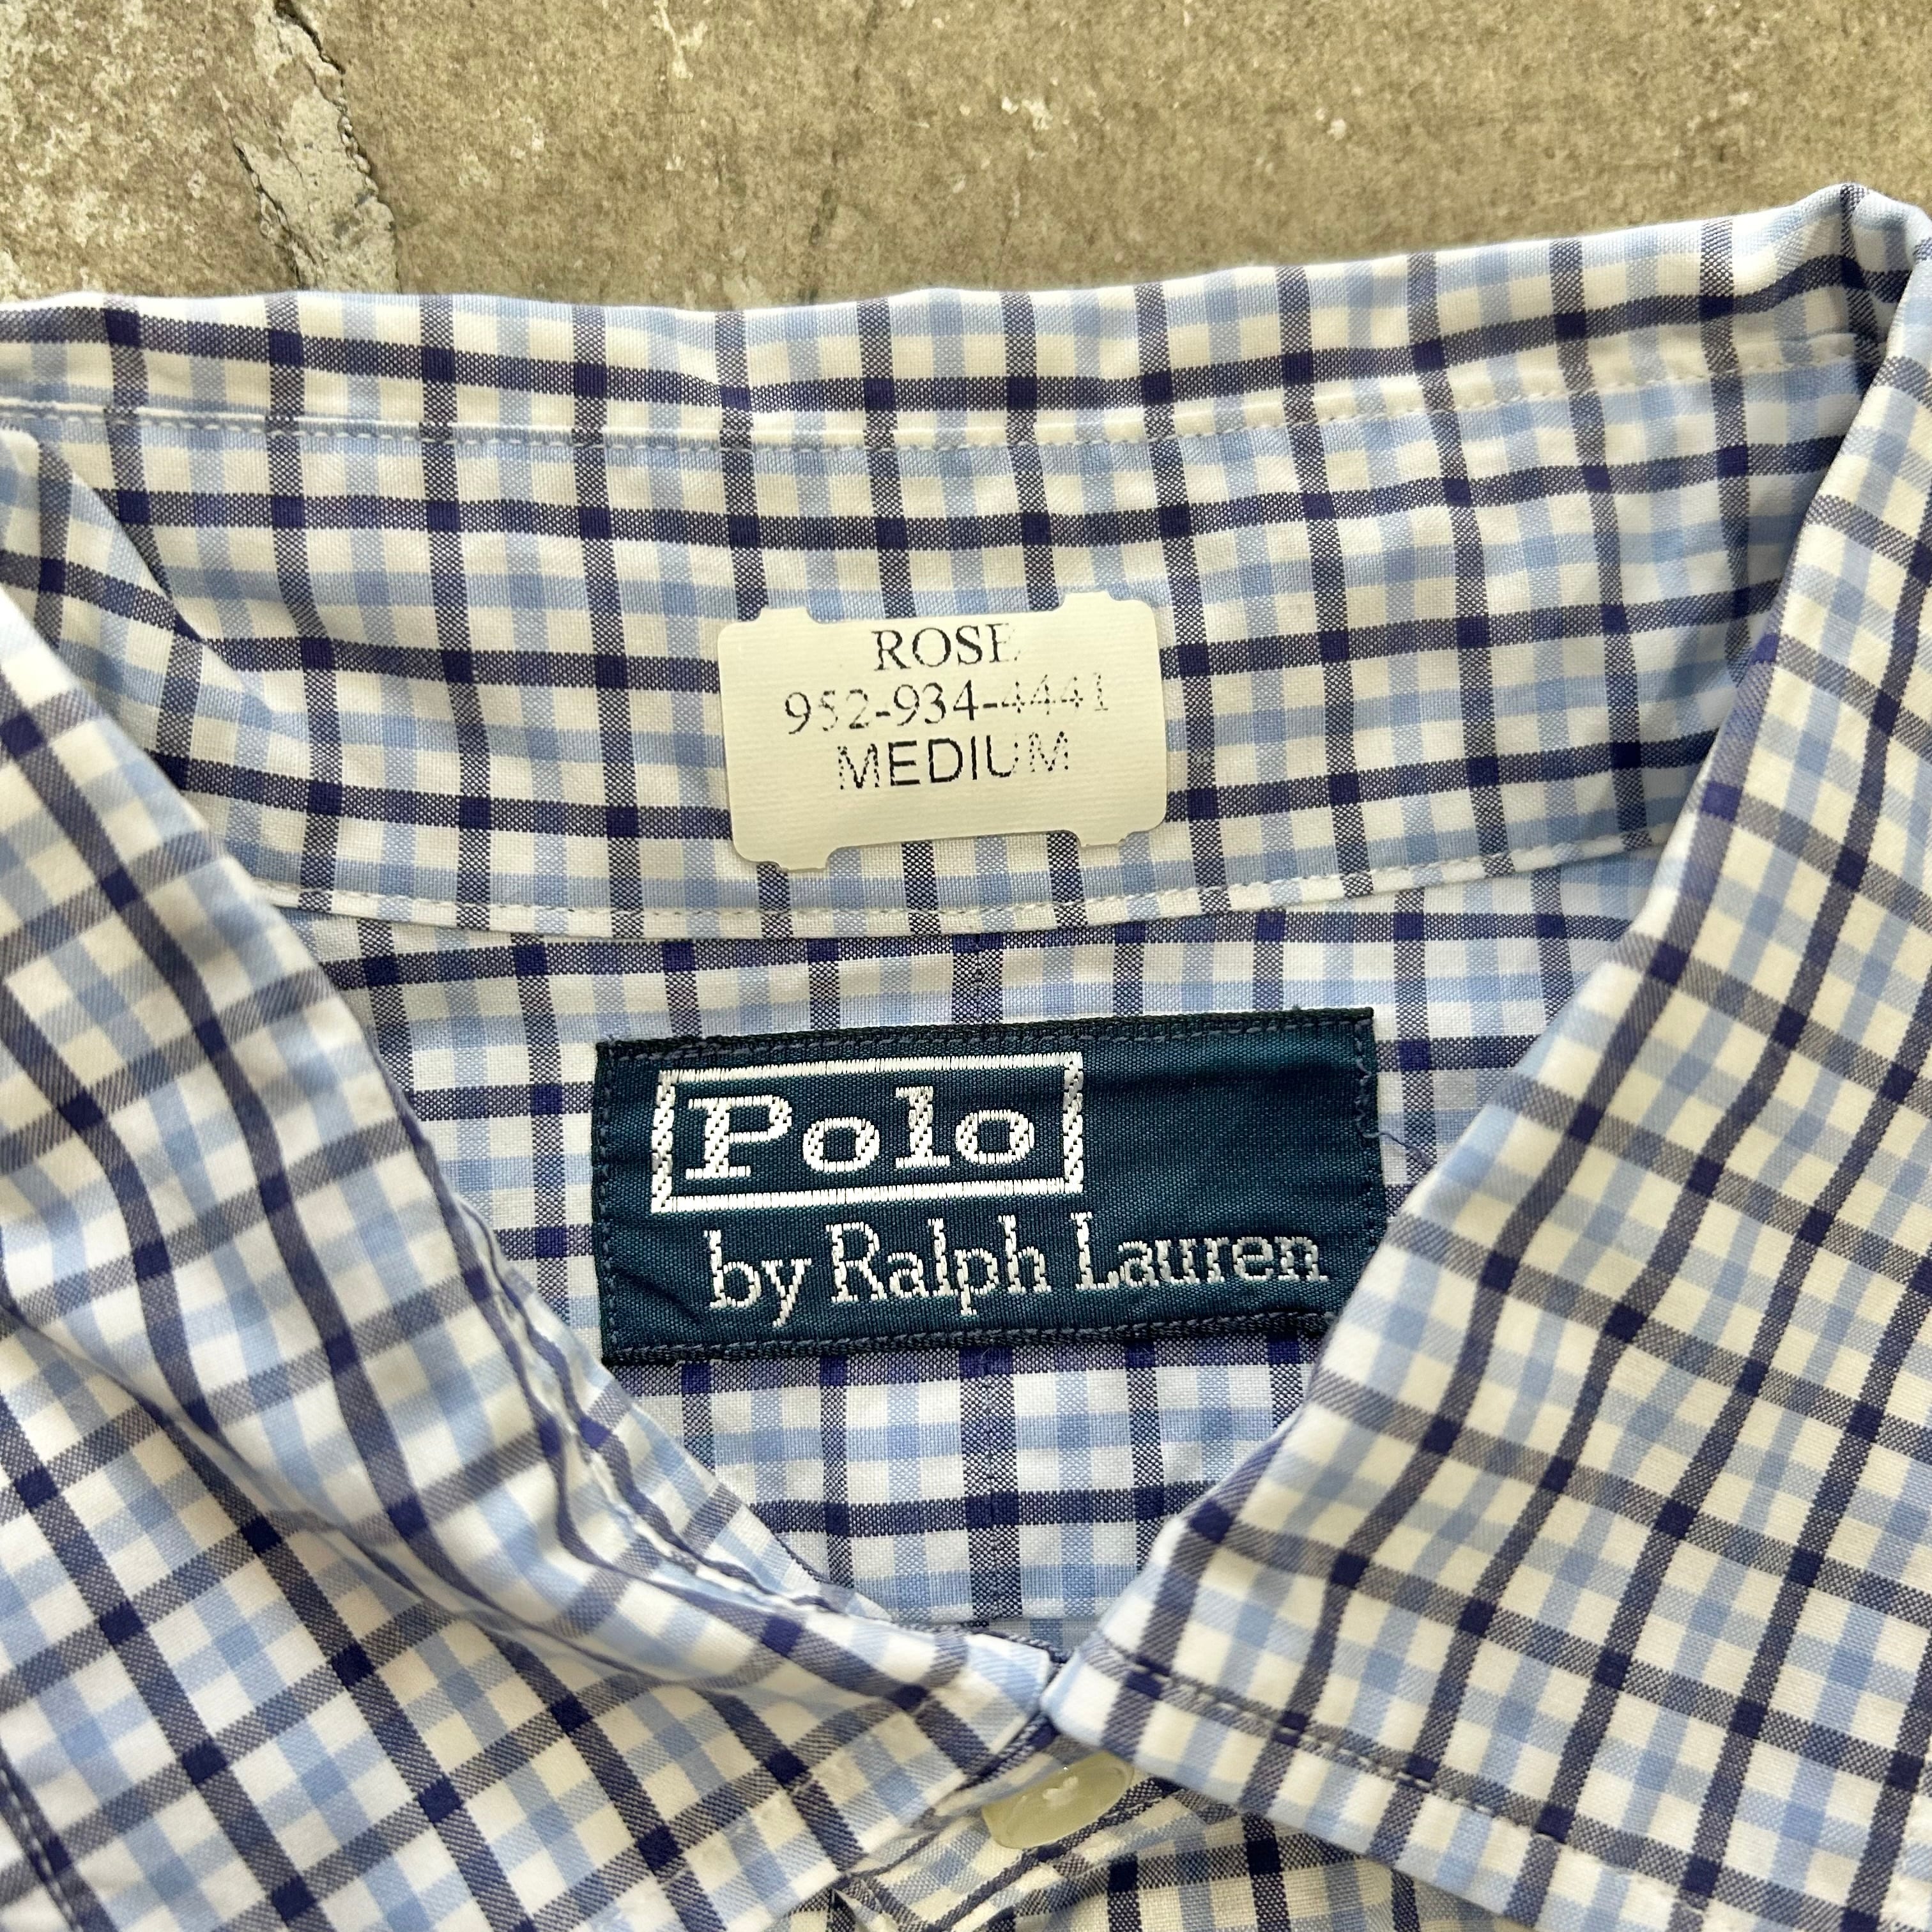 ROSE
952-934-4441
MEDIUM
Polo
by Ralph Lauren